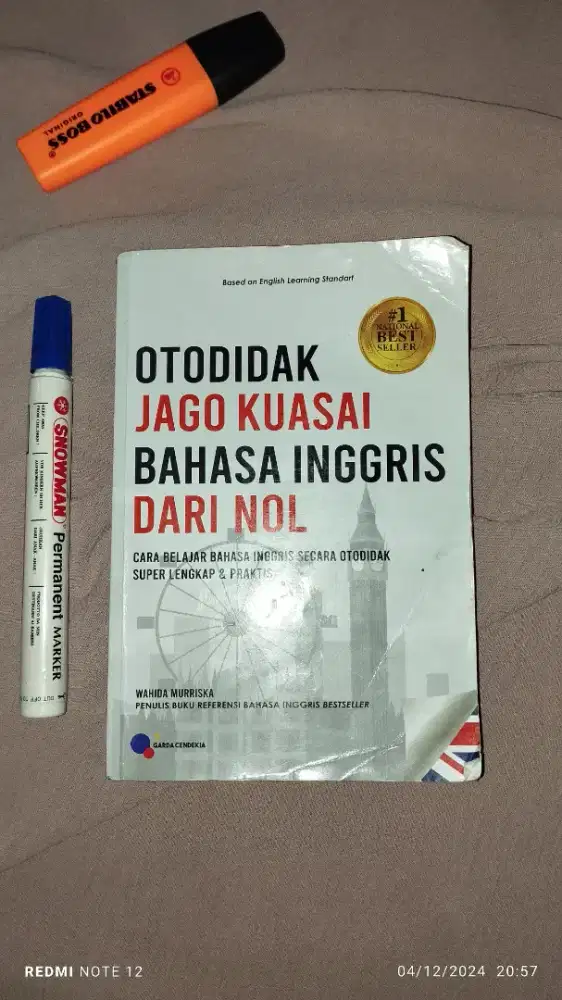 STABILO BOSS®
ORIGINAL
SNOWMAN
Permanent MARKER
Based on English Learning Standart
#1
NATIONAL
BEST
SELLER
OTODIDAK
JAGO KUASAI
BAHASA INGGRIS
DARI NOL
CARA BELAJAR BAHASA INGGRIS SECARA OTODIDAK
SUPER LENGKAP & PRAKTIS
WAHIDA MURRISKA
PENULIS BUKU REFERENSI BAHASA INGGRIS BESTSELLER
GARDA CENDEKIA
REDMI NOTE 12
04/12/2024 20:57